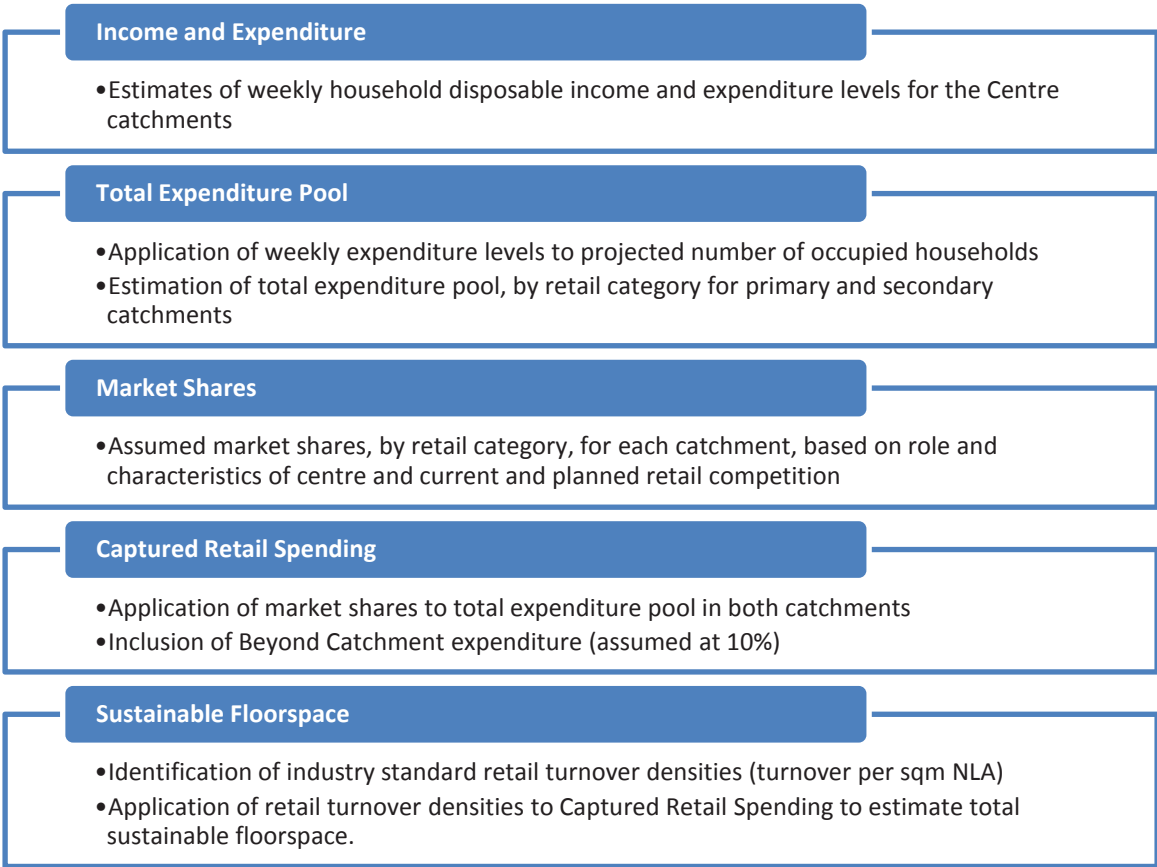 Income and Expenditure
•Estimates of weekly household disposable income and expenditure levels for the Centre
catchments
Total Expenditure Pool
•Application of weekly expenditure levels to projected number of occupied households
•Estimation of total expenditure pool, by retail category for primary and secondary
catchments
Market Shares
•Assumed market shares, by retail category, for each catchment, based on role and
characteristics of centre and current and planned retail competition
Captured Retail Spending
•Application of market shares to total expenditure pool in both catchments
•Inclusion of Beyond Catchment expenditure (assumed at 10%)
Sustainable Floorspace
•Identification of industry standard retail turnover densities (turnover per sqm NLA)
•Application of retail turnover densities to Captured Retail Spending to estimate total
sustainable floorspace.